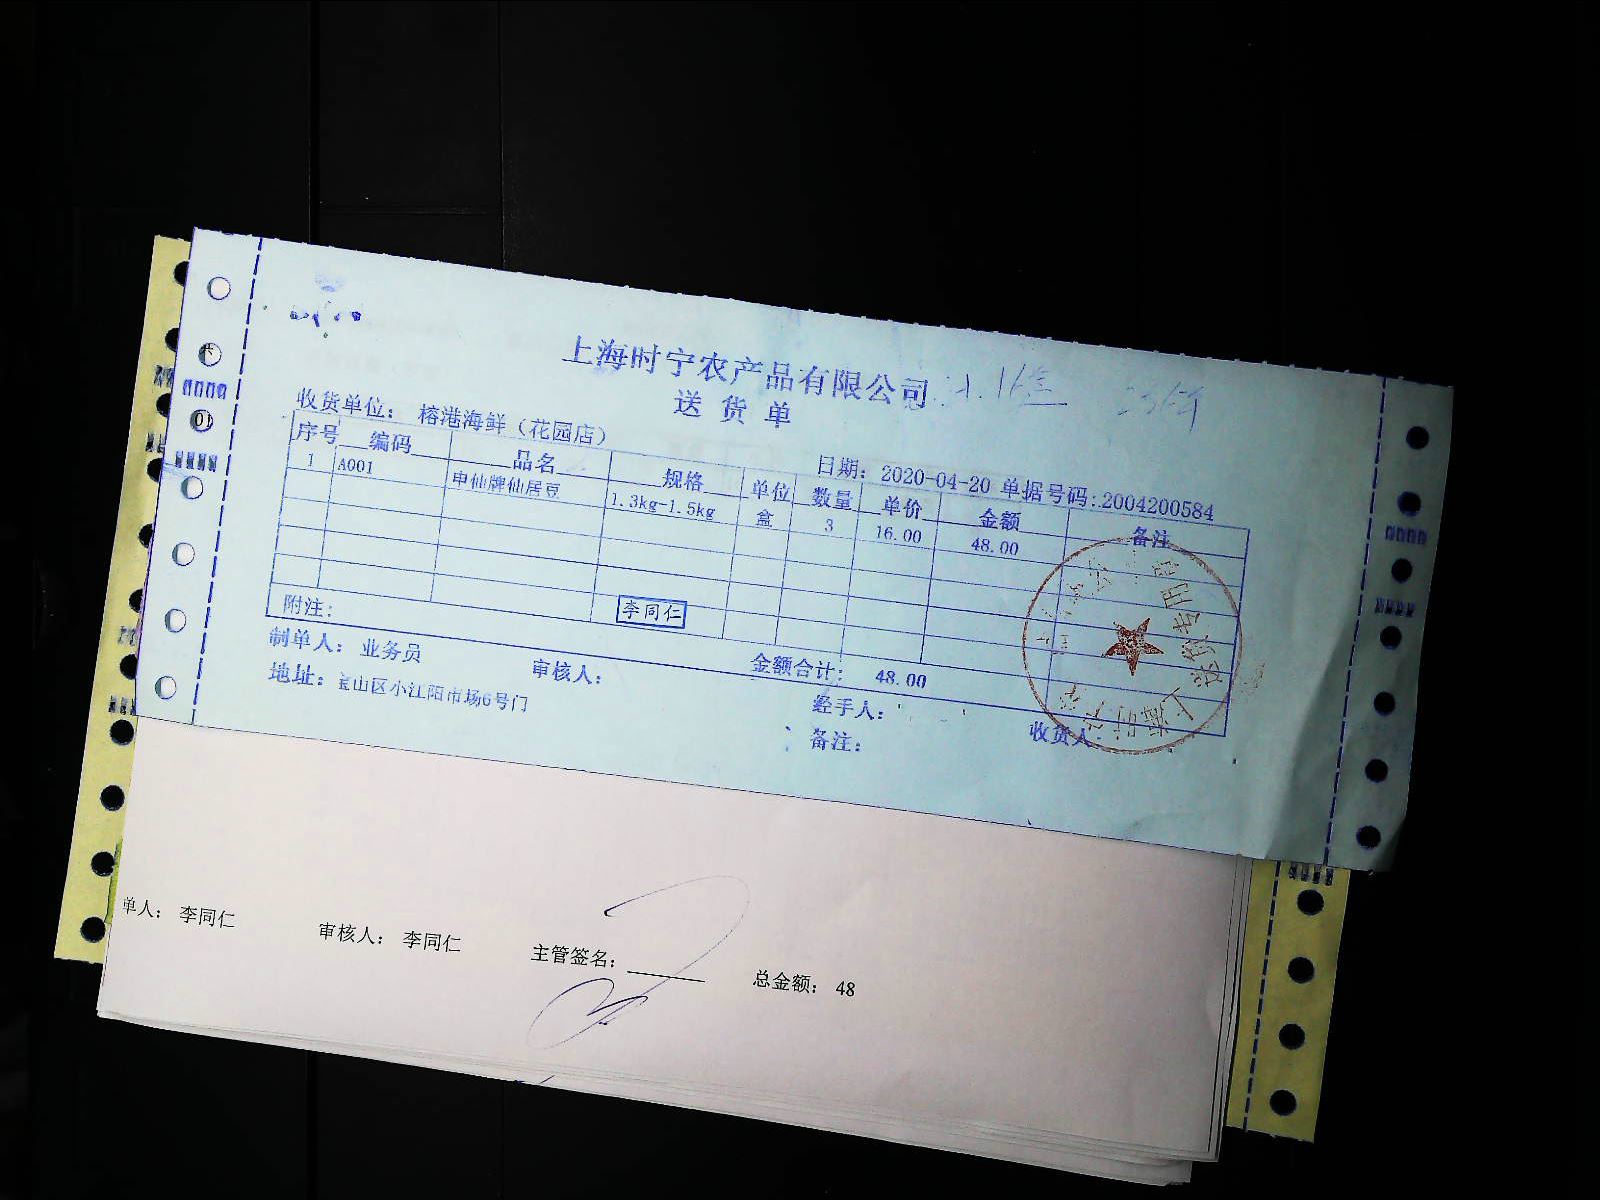 上海时宁农产品有限公司
送货单
收货单位: 榕港海鲜（花园店） 日期: 2020-04-20 单据号码:2004200584
序号 编码 品名 规格 单位 数量 单价 金额 备注
1 A001 申仙牌仙居豆 1.3kg-1.5kg 盒 3 16.00 48.00
附注: 李同仁 金额合计: 48.00
制单人: 业务员 审核人: 经手人: 收货人:
地址: 宝山区小江阳市场6号门 备注:
单人: 李同仁 审核人: 李同仁 主管签名: 总金额: 48